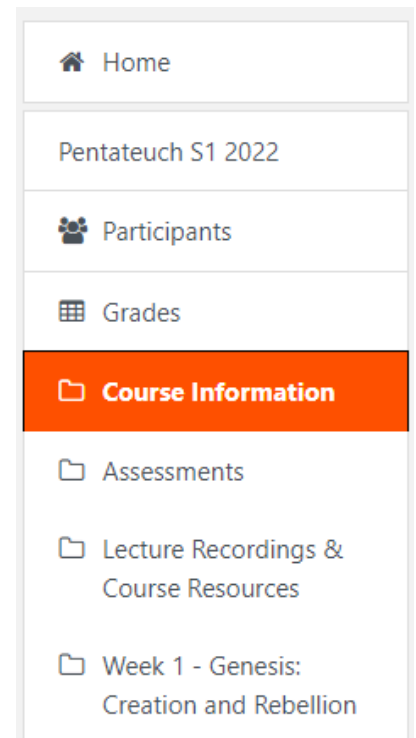 Home
Pentateuch S1 2022
Participants
Grades
Course Information
Assessments
Lecture Recordings &
Course Resources
Week 1 - Genesis:
Creation and Rebellion